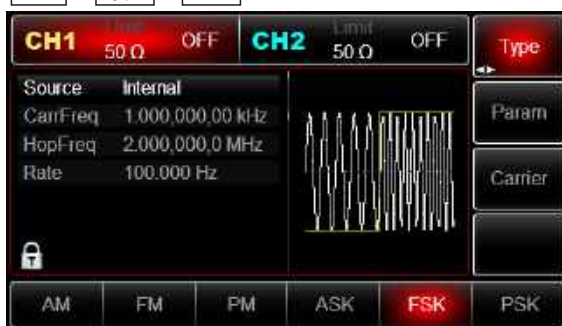 CH1 Limit 50 Ω OFF CH2 Limit 50 Ω OFF Type
Source Internal
CarrFreq 1.000,000,00 kHz
HopFreq 2.000,000,0 MHz
Rate 100.000 Hz
Param
Carrier
AM FM PM ASK FSK PSK